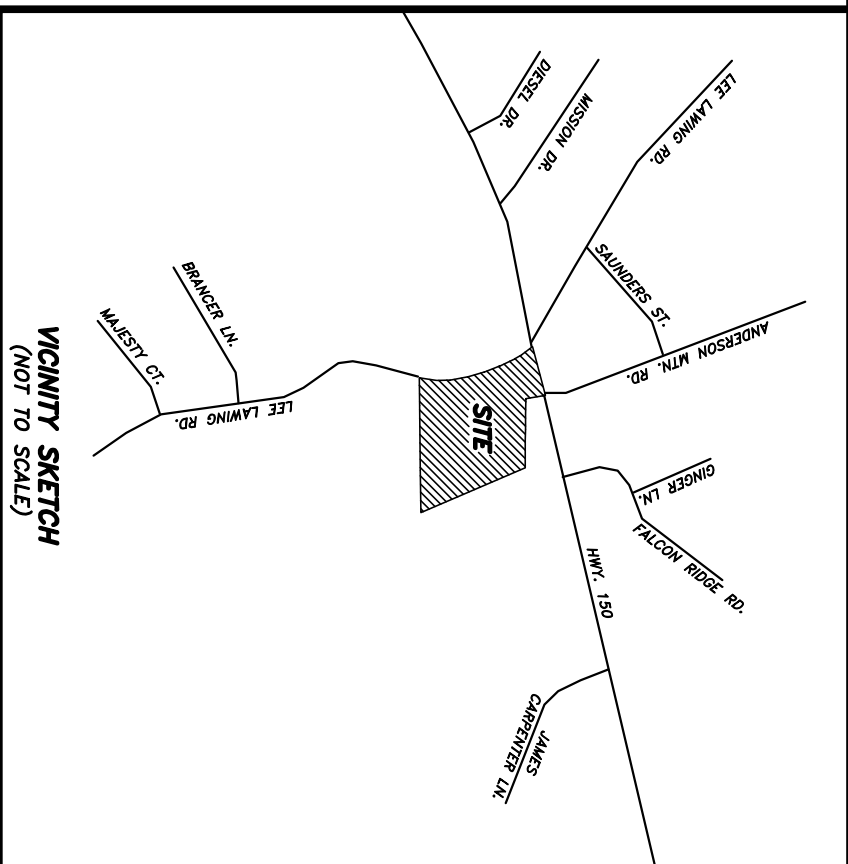 DIESEL DR.
MISSION DR.
LEE LAWING RD.
SAUNDERS ST.
ANDERSON MTN. RD.
GINGER LN.
FALCON RIDGE RD.
HWY. 150
JAMES
CARPENTER LN.
SITE
BRANCER LN.
MAJESTY CT.
LEE LAWING RD.
VICINITY SKETCH
(NOT TO SCALE)